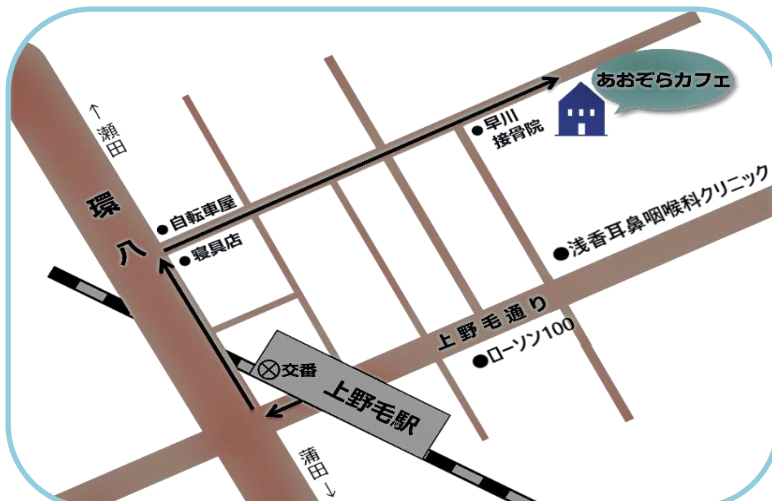 あおぞらカフェ
早川
接骨院
↑瀬田
環八
自転車屋
寝具店
浅香耳鼻咽喉科クリニック
上野毛通り
ローソン100
交番
上野毛駅
蒲田→